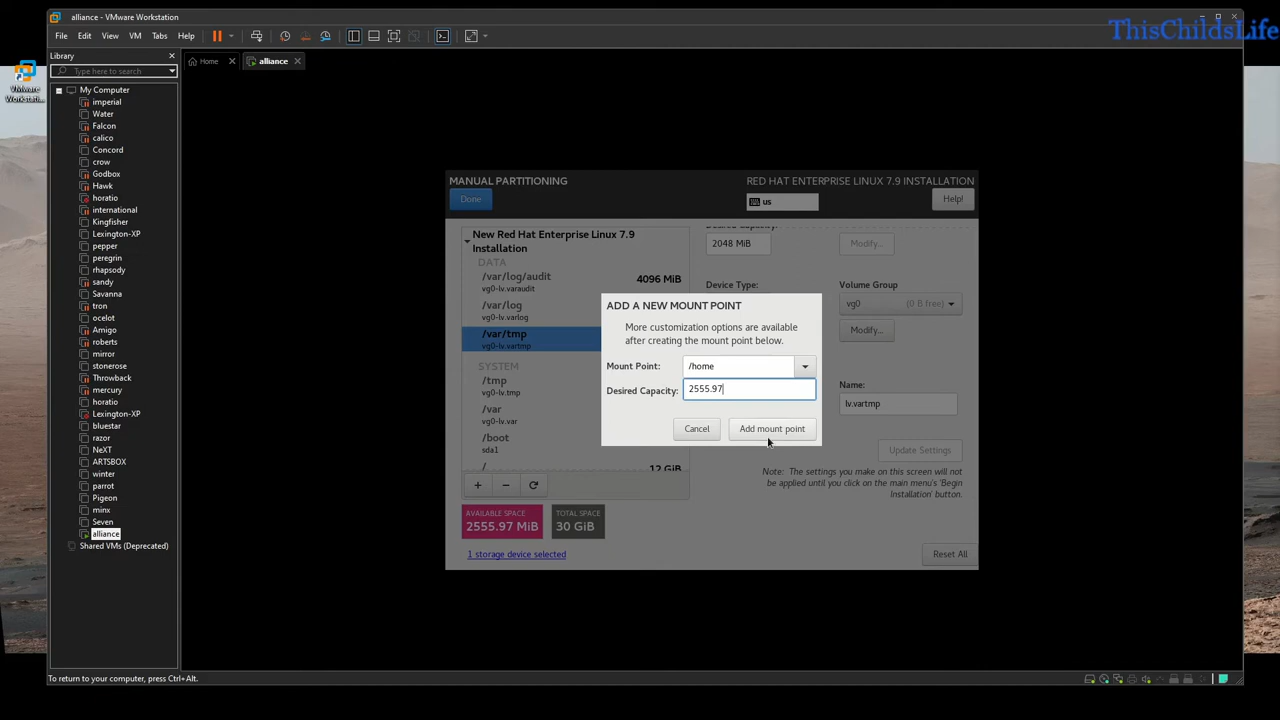 alliance - VMware Workstation
ThisChildsLife
File Edit View VM Tabs Help
Library
Type here to search
Home
alliance
VMware
Workstati...
My Computer
imperial
Water
Falcon
calico
Concord
crow
Godbox
Hawk
horatio
international
Kingfisher
Lexington-XP
pepper
peregrin
rhapsody
sandy
Savanna
tron
ocelot
Amigo
roberts
mirror
stonerose
Throwback
mercury
horatio
Lexington-XP
bluestar
razor
NeXT
ARTSBOX
winter
parrot
Pigeon
minx
Seven
alliance
Shared VMs (Deprecated)
MANUAL PARTITIONING
Done
RED HAT ENTERPRISE LINUX 7.9 INSTALLATION
us
Help!
New Red Hat Enterprise Linux 7.9
Installation
DATA
/var/log/audit
4096 MiB
vg0-lv.varaudit
/var/log
vg0-lv.varlog
/var/tmp
vg0-lv.vartmp
SYSTEM
/tmp
vg0-lv.tmp
/var
vg0-lv.var
/boot
sda1
/
12 GiB
2048 MiB
Modify...
Device Type:
Volume Group
vg0 (0 B free)
Modify...
Name:
lv.vartmp
Update Settings
Note: The settings you make on this screen will
not be applied until you click on the main menu's 'Begin
Installation' button.
ADD A NEW MOUNT POINT
More customization options are available
after creating the mount point below.
Mount Point: /home
Desired Capacity: 2555.97
Cancel
Add mount point
AVAILABLE SPACE
2555.97 MiB
TOTAL SPACE
30 GiB
1 storage device selected
Reset All
To return to your computer, press Ctrl+Alt.